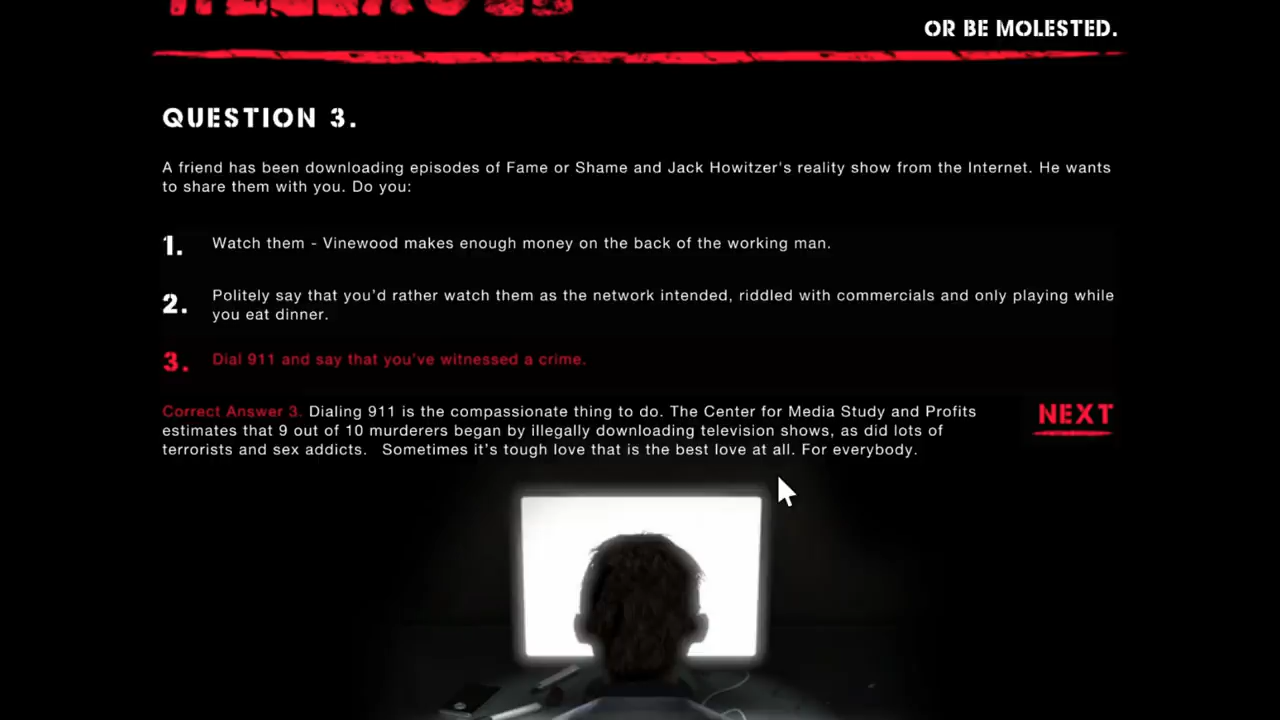 OR BE MOLESTED.
QUESTION 3.
A friend has been downloading episodes of Fame or Shame and Jack Howitzer's reality show from the Internet. He wants
to share them with you. Do you:
1. Watch them - Vinewood makes enough money on the back of the working man.
2. Politely say that you'd rather watch them as the network intended, riddled with commercials and only playing while
you eat dinner.
3. Dial 911 and say that you've witnessed a crime.
Correct Answer 3. Dialing 911 is the compassionate thing to do. The Center for Media Study and Profits
estimates that 9 out of 10 murderers began by illegally downloading television shows, as did lots of
terrorists and sex addicts. Sometimes it's tough love that is the best love at all. For everybody.
NEXT